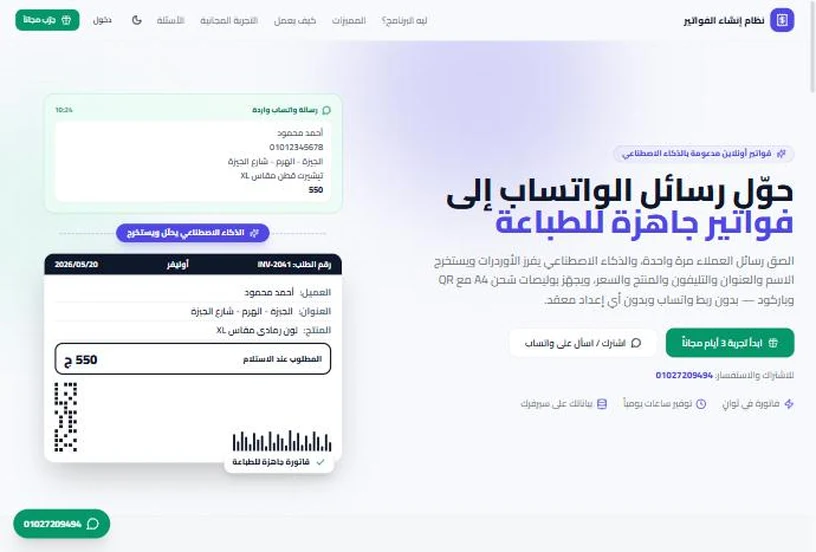 نظام إنشاء الفواتير
ليه البرنامج؟ المميزات كيف يعمل التجربة المجانية الأسئلة
دخول
جرّب مجاناً
فواتير أونلاين مدعومة بالذكاء الاصطناعي
حوّل رسائل الواتساب إلى
فواتير جاهزة للطباعة
الصق رسائل العملاء مرة واحدة، والذكاء الاصطناعي يفرز الأوردرات ويستخرج
الاسم والعنوان والتليفون والمنتج والسعر، ويجهّز بوليصات شحن A4 مع QR
وباركود — بدون ربط واتساب وبدون أي إعداد معقد.
ابدأ تجربة 3 أيام مجاناً
اشترك / اسأل على واتساب
للاشتراك والاستفسار: 01027209494
فاتورة في ثوانٍ
توفير ساعات يومياً
بياناتك على سيرفرك
رسالة واتساب واردة 10:24
أحمد محمود
01012345678
الجيزة - الهرم - شارع الجيزة
تيشيرت قطن مقاس XL
550
الذكاء الاصطناعي يحلّل ويستخرج
رقم الطلب: INV-2041 أوليفر 2026/05/20
العميل: أحمد محمود
العنوان: الجيزة - الهرم - شارع الجيزة
المنتج: لون رمادي مقاس XL
المطلوب عند الاستلام 550 ج
فاتورة جاهزة للطباعة
01027209494